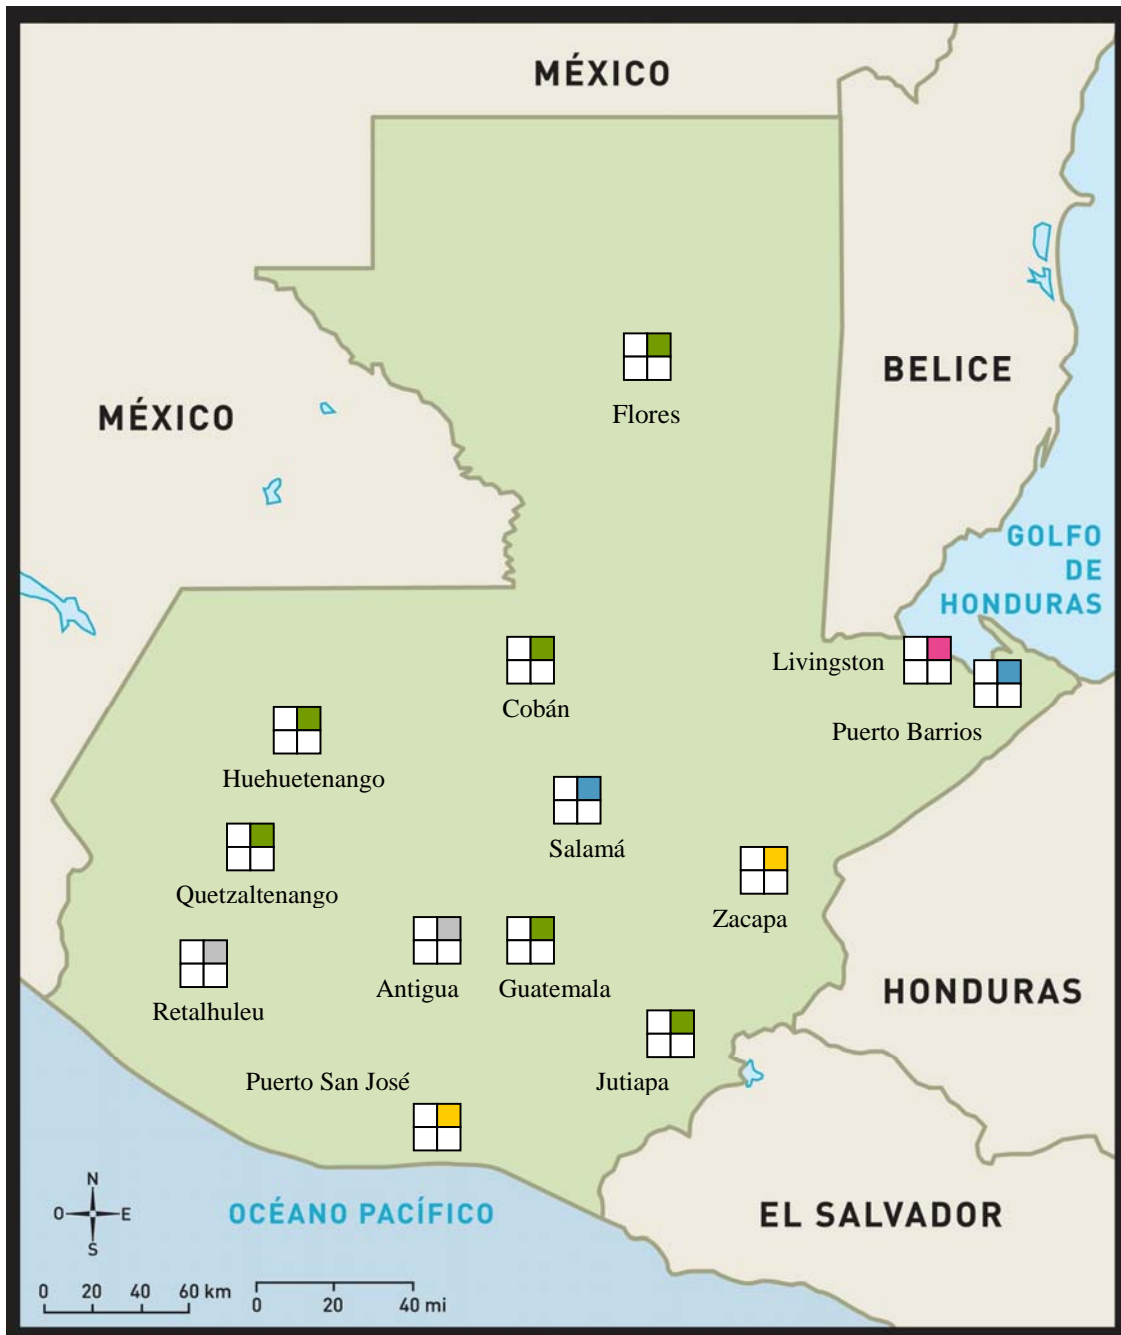 MÉXICO
MÉXICO
BELICE
Flores
GOLFO
DE
HONDURAS
Livingston
Cobán
Puerto Barrios
Huehuetenango
Salamá
Quetzaltenango
Zacapa
Antigua
Guatemala
Retalhuleu
HONDURAS
Puerto San José
Jutiapa
N
O E
S
OCÉANO PACÍFICO
EL SALVADOR
0 20 40 60 km
0 20 40 mi